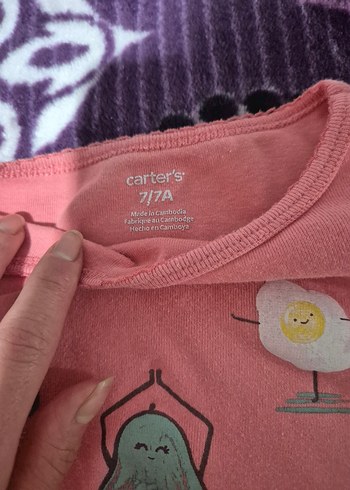 carter's
7/7A
Made in Cambodia
Fabriqué au Cambodge
Hecho en Camboya